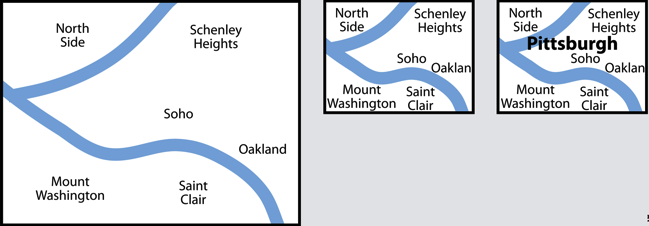 North
Side
Schenley
Heights
Soho
Oakland
Mount
Washington
Saint
Clair
North
Side
Schenley
Heights
Soho
Oaklan
Mount
Washington
Saint
Clair
North
Side
Schenley
Heights
Pittsburgh
Soho
Oaklan
Mount
Washington
Saint
Clair